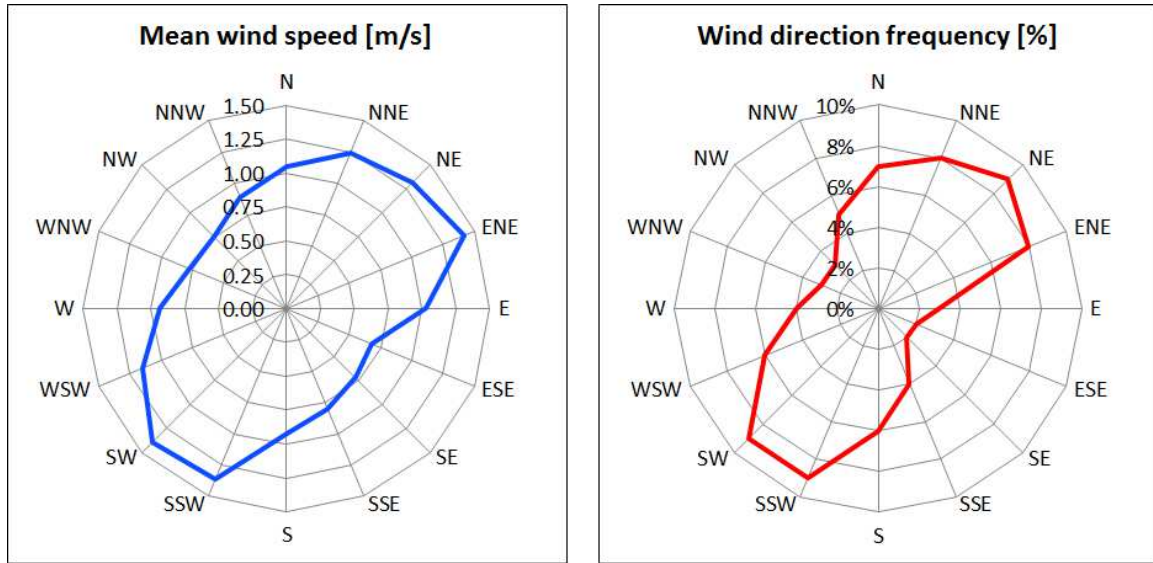 Mean wind speed [m/s]
N
NNE
NE
ENE
E
ESE
SE
SSE
S
SSW
SW
WSW
W
WNW
NW
NNW
1.50
1.25
1.00
0.75
0.50
0.25
0.00
Wind direction frequency [%]
N
NNE
NE
ENE
E
ESE
SE
SSE
S
SSW
SW
WSW
W
WNW
NW
NNW
10%
8%
6%
4%
2%
0%